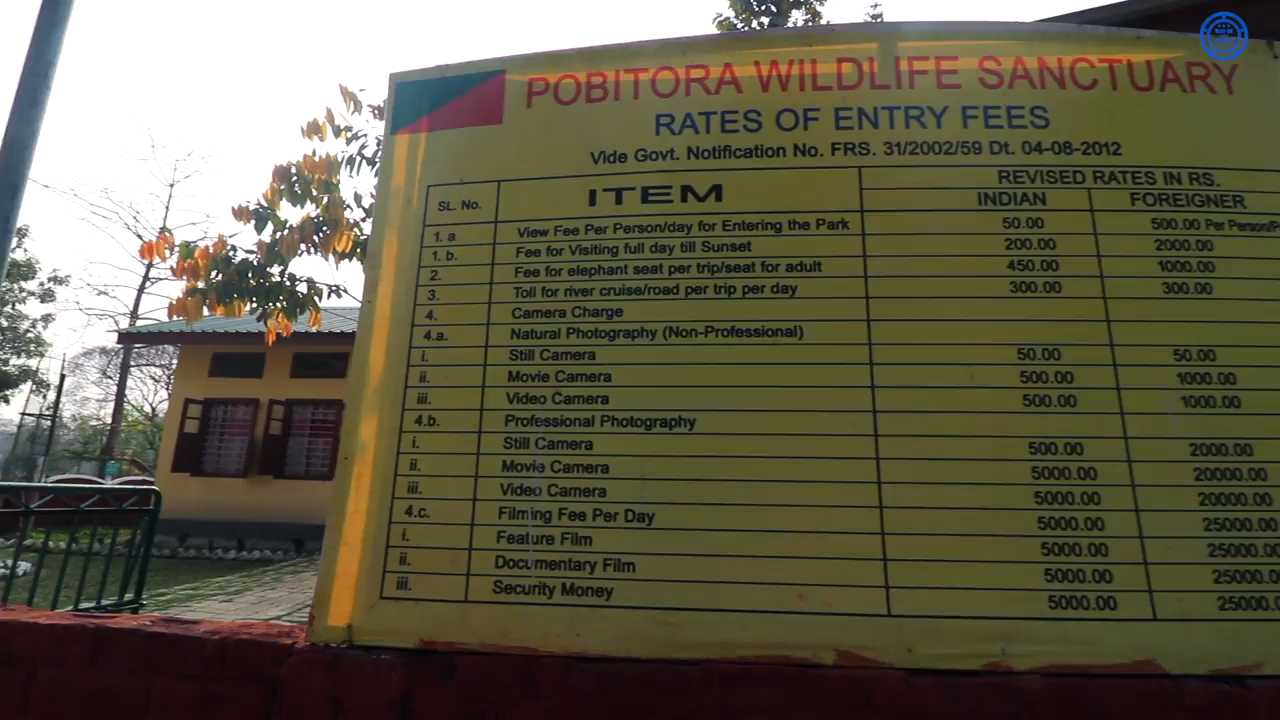 POBITORA WILDLIFE SANCTUARY
RATES OF ENTRY FEES
Vide Govt. Notification No. FRS. 31/2002/59 Dt. 04-08-2012
SL. No. ITEM REVISED RATES IN RS.
INDIAN FOREIGNER
1. a View Fee Per Person/day for Entering the Park 50.00 500.00 Per Person/
1. b. Fee for Visiting full day till Sunset 200.00 2000.00
2. Fee for elephant seat per trip/seat for adult 450.00 1000.00
3. Toll for river cruise/road per trip per day 300.00 300.00
4. Camera Charge
4.a. Natural Photography (Non-Professional)
i. Still Camera 50.00 50.00
ii. Movie Camera 500.00 1000.00
iii. Video Camera 500.00 1000.00
4.b. Professional Photography
i. Still Camera 500.00 2000.00
ii. Movie Camera 5000.00 20000.00
iii. Video Camera 5000.00 20000.00
4.c. Filming Fee Per Day 5000.00 25000.00
i. Feature Film 5000.00 25000.00
ii. Documentary Film 5000.00 25000.0
iii. Security Money 5000.00 25000.0